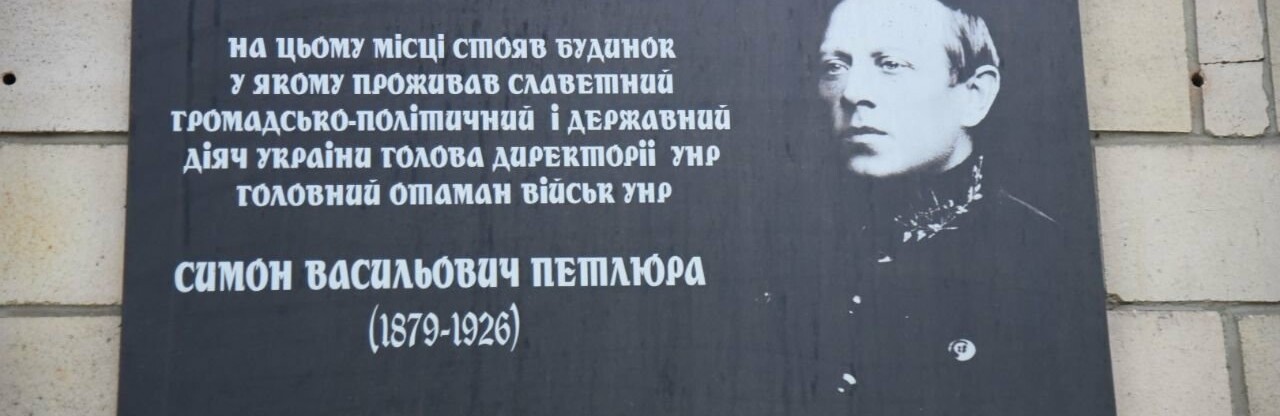 НА ЦЬОМУ МІСЦІ СТОЯВ БУДИНОК
У ЯКОМУ ПРОЖИВАВ СЛАВЕТНИЙ
ГРОМАДСЬКО-ПОЛІТИЧНИЙ І ДЕРЖАВНИЙ
ДІЯЧ УКРАЇНИ ГОЛОВА ДИРЕКТОРІЇ УНР
ГОЛОВНИЙ ОТАМАН ВІЙСЬК УНР
СИМОН ВАСИЛЬОВИЧ ПЕТЛЮРА
(1879-1926)